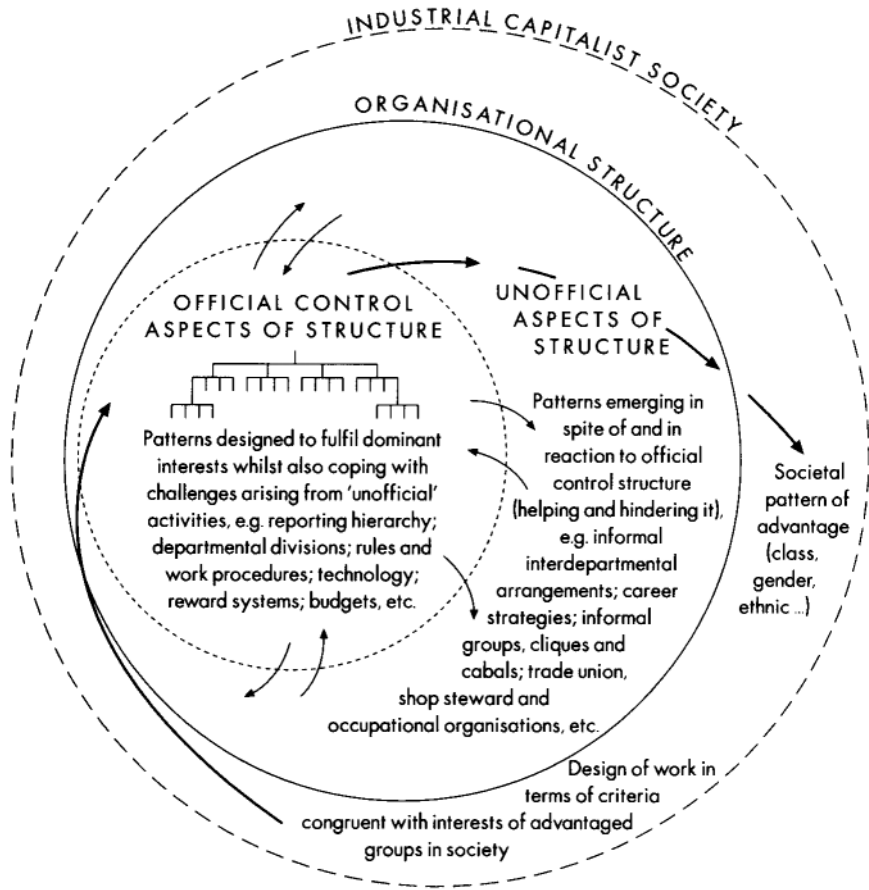 INDUSTRIAL CAPITALIST SOCIETY
ORGANISATIONAL STRUCTURE
OFFICIAL CONTROL
ASPECTS OF STRUCTURE
Patterns designed to fulfil dominant
interests whilst also coping with
challenges arising from ‘unofficial’
activities, e.g. reporting hierarchy;
departmental divisions; rules and
work procedures; technology;
reward systems; budgets, etc.
UNOFFICIAL
ASPECTS OF
STRUCTURE
Patterns emerging in
spite of and in
reaction to official
control structure
(helping and hindering it),
e.g. informal
interdepartmental
arrangements; career
strategies; informal
groups, cliques and
cabals; trade union,
shop steward and
occupational organisations, etc.
Societal
pattern of
advantage
(class,
gender,
ethnic ...)
Design of work in
terms of criteria
congruent with interests of advantaged
groups in society